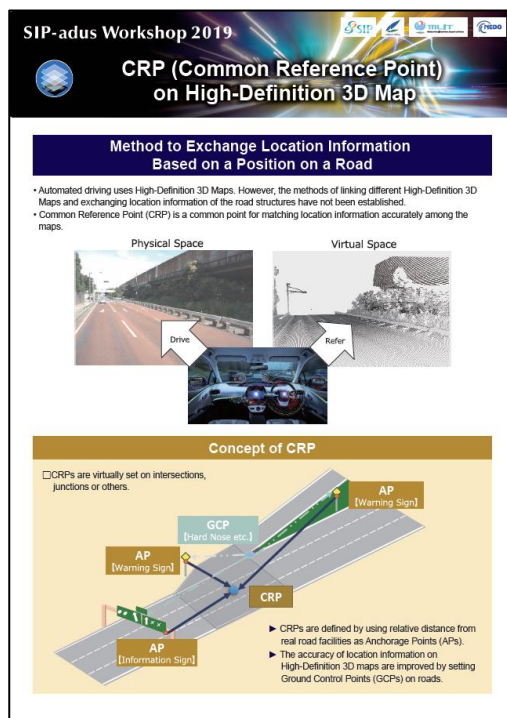 SIP-adus Workshop 2019
SIP
MLIT
NEDO
CRP (Common Reference Point)
on High-Definition 3D Map
Method to Exchange Location Information
Based on a Position on a Road
• Automated driving uses High-Definition 3D Maps. However, the methods of linking different High-Definition 3D
Maps and exchanging location information of the road structures have not been established.
• Common Reference Point (CRP) is a common point for matching location information accurately among the
maps.
Physical Space
Virtual Space
Drive
Refer
Concept of CRP
□CRPs are virtually set on intersections,
junctions or others.
AP
【Warning Sign】
GCP
【Hard Nose etc.】
AP
【Warning Sign】
CRP
AP
【Information Sign】
► CRPs are defined by using relative distance from
real road facilities as Anchorage Points (APs).
► The accuracy of location information on
High-Definition 3D maps are improved by setting
Ground Control Points (GCPs) on roads.